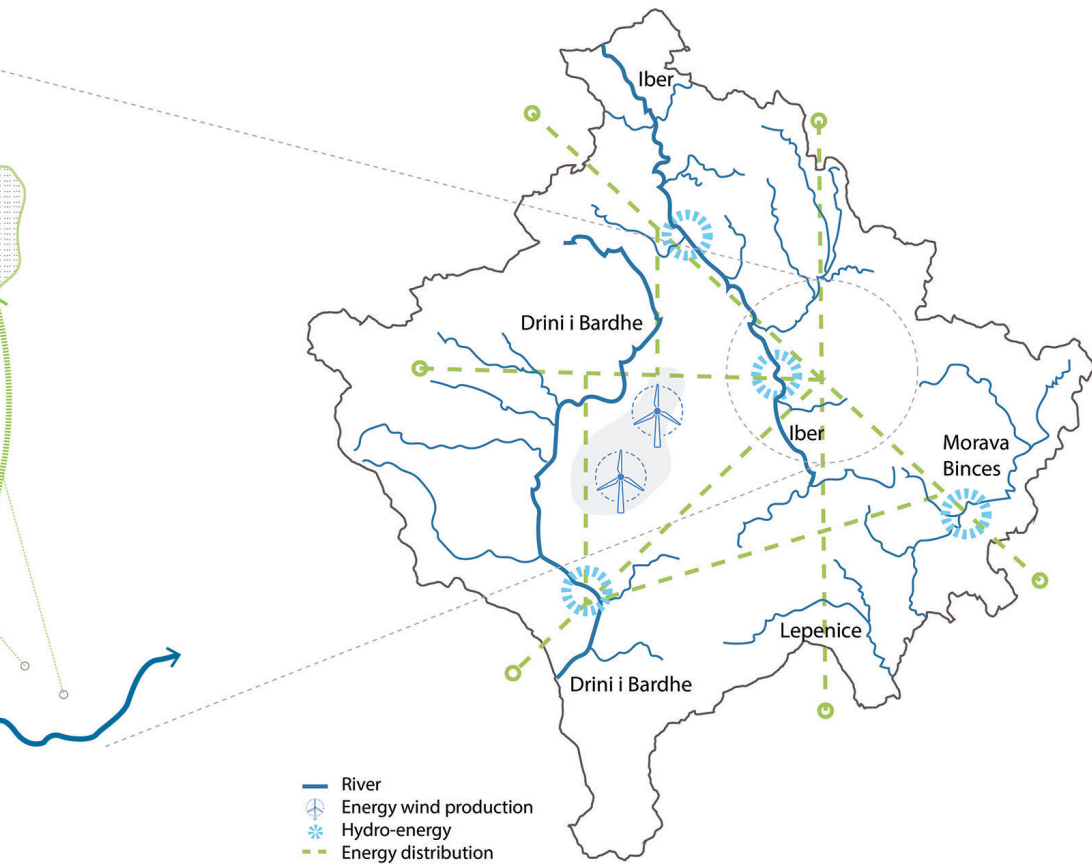 Iber
Drini i Bardhe
Iber
Morava
Binces
Lepenice
Drini i Bardhe
River
Energy wind production
Hydro-energy
Energy distribution